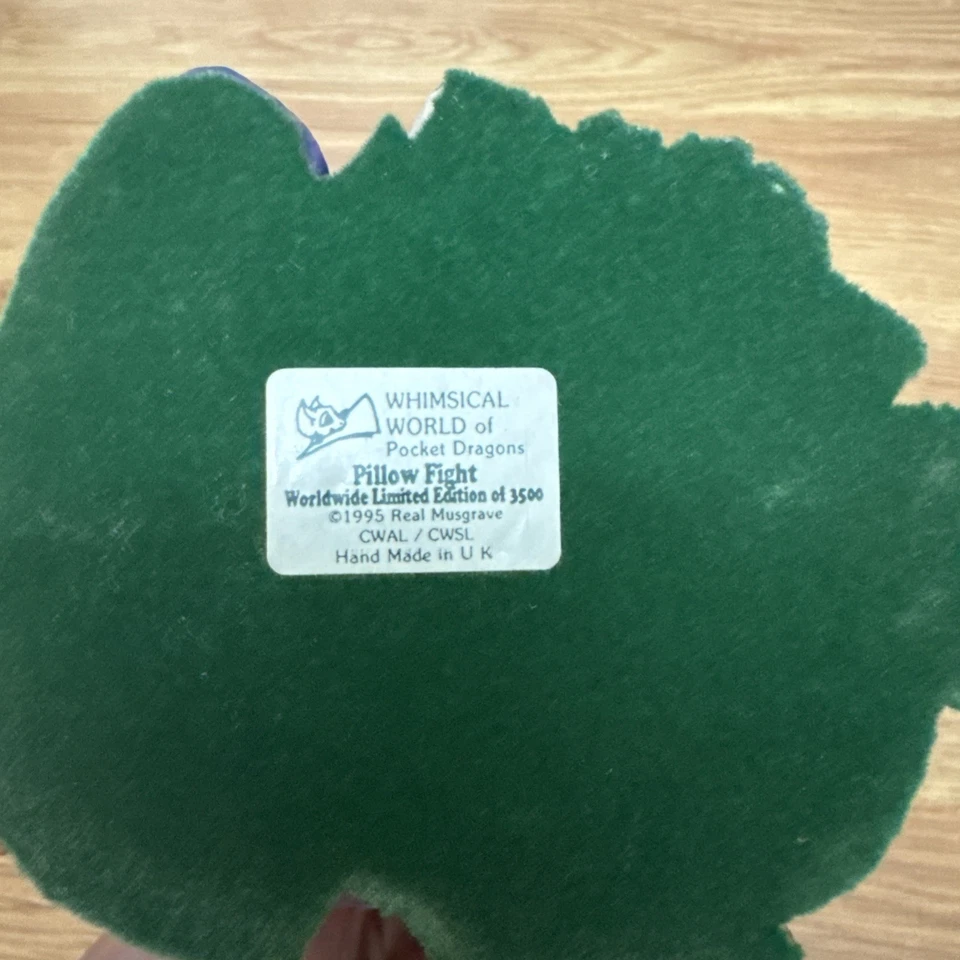 WHIMSICAL
WORLD of
Pocket Dragons
Pillow Fight
Worldwide Limited Edition of 3500
©1995 Real Musgrave
CWAL / CWSL
Hand Made in U K